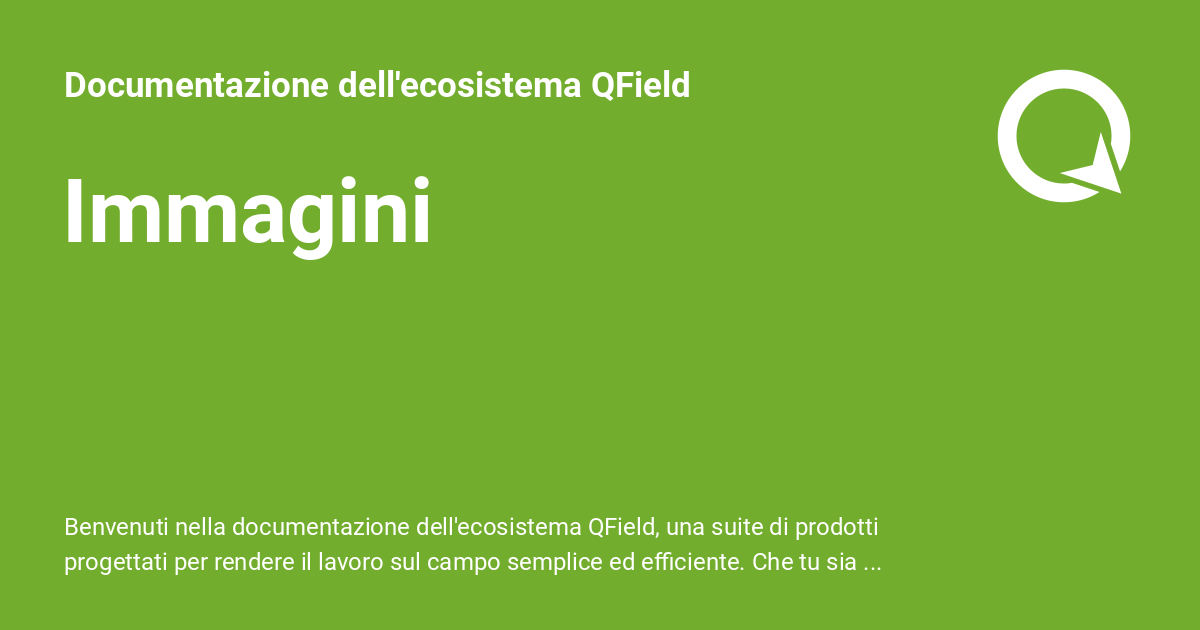 Documentazione dell'ecosistema QField
Immagini
Benvenuti nella documentazione dell'ecosistema QField, una suite di prodotti
progettati per rendere il lavoro sul campo semplice ed efficiente. Che tu sia ...